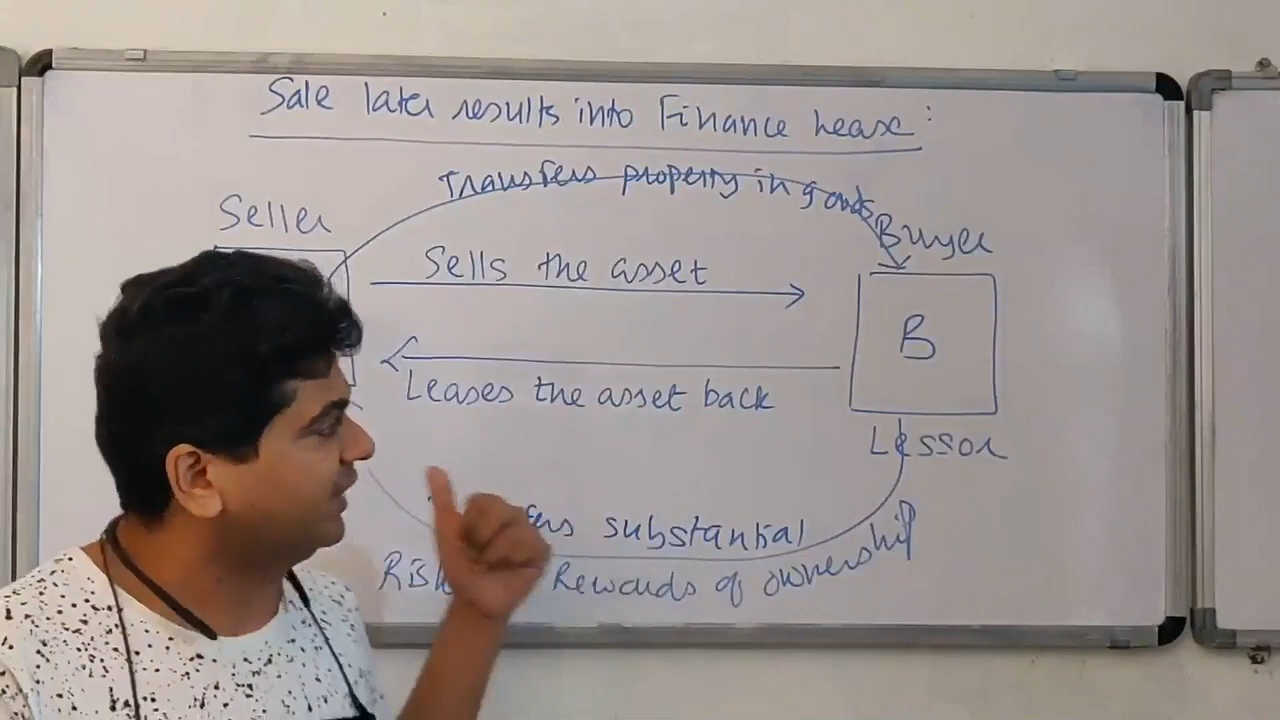 Sale later results into Finance Lease:
Transfers property in goods
Seller
Buyer
Sells the asset
B
Leases the asset back
Lessor
substantial
Rewards of ownership